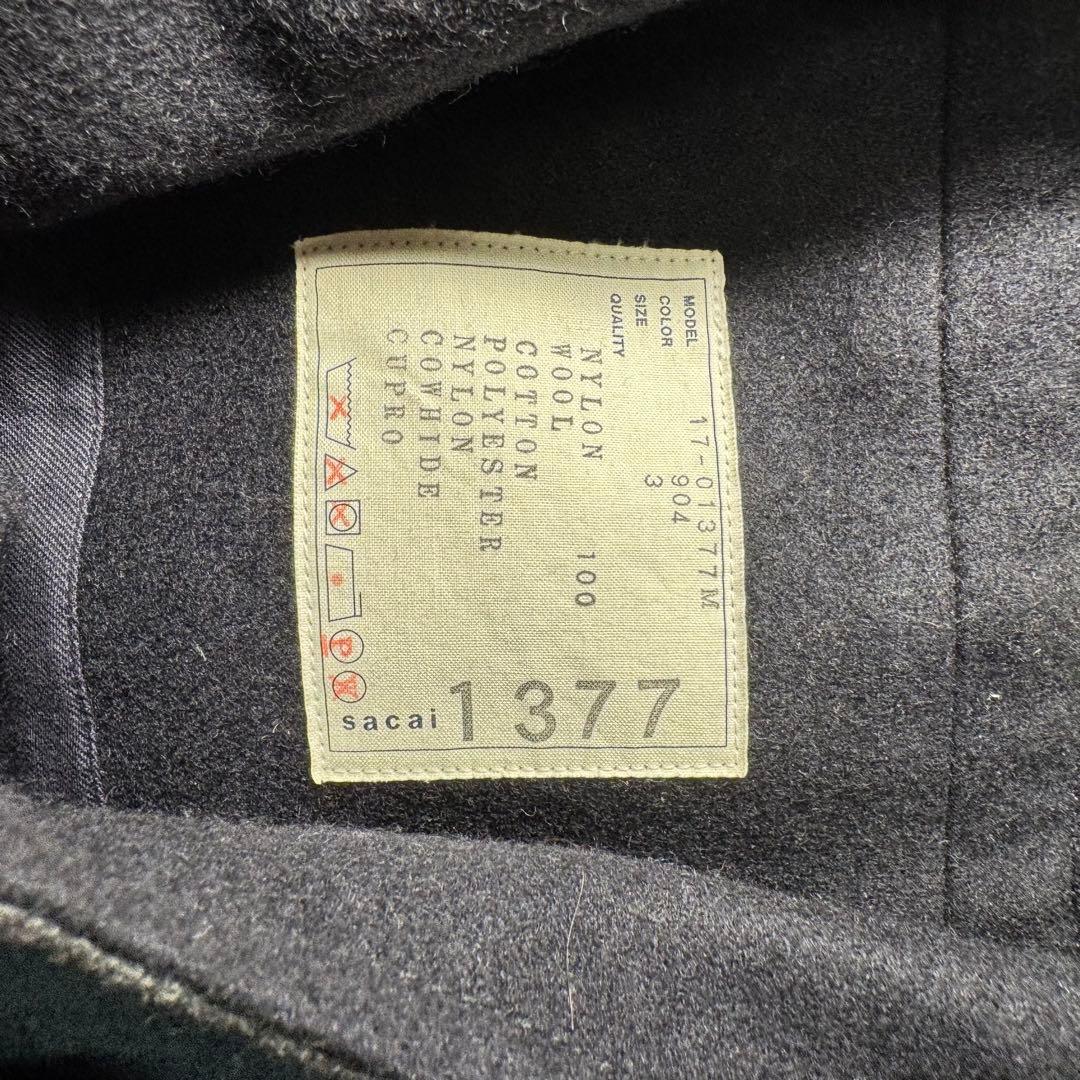 MODEL 17-01377M
COLOR 904
SIZE 3
QUALITY
NYLON 100
WOOL
COTTON
POLYESTER
NYLON
COWHIDE
CUPRO
P W
sacai 1377